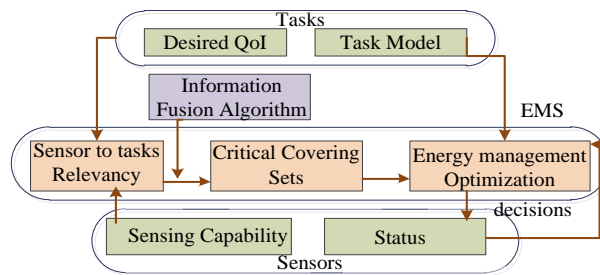 Tasks
Desired QoI
Task Model
Information
Fusion Algorithm
EMS
Sensor to tasks
Relevancy
Critical Covering
Sets
Energy management
Optimization
decisions
Sensing Capability
Status
Sensors